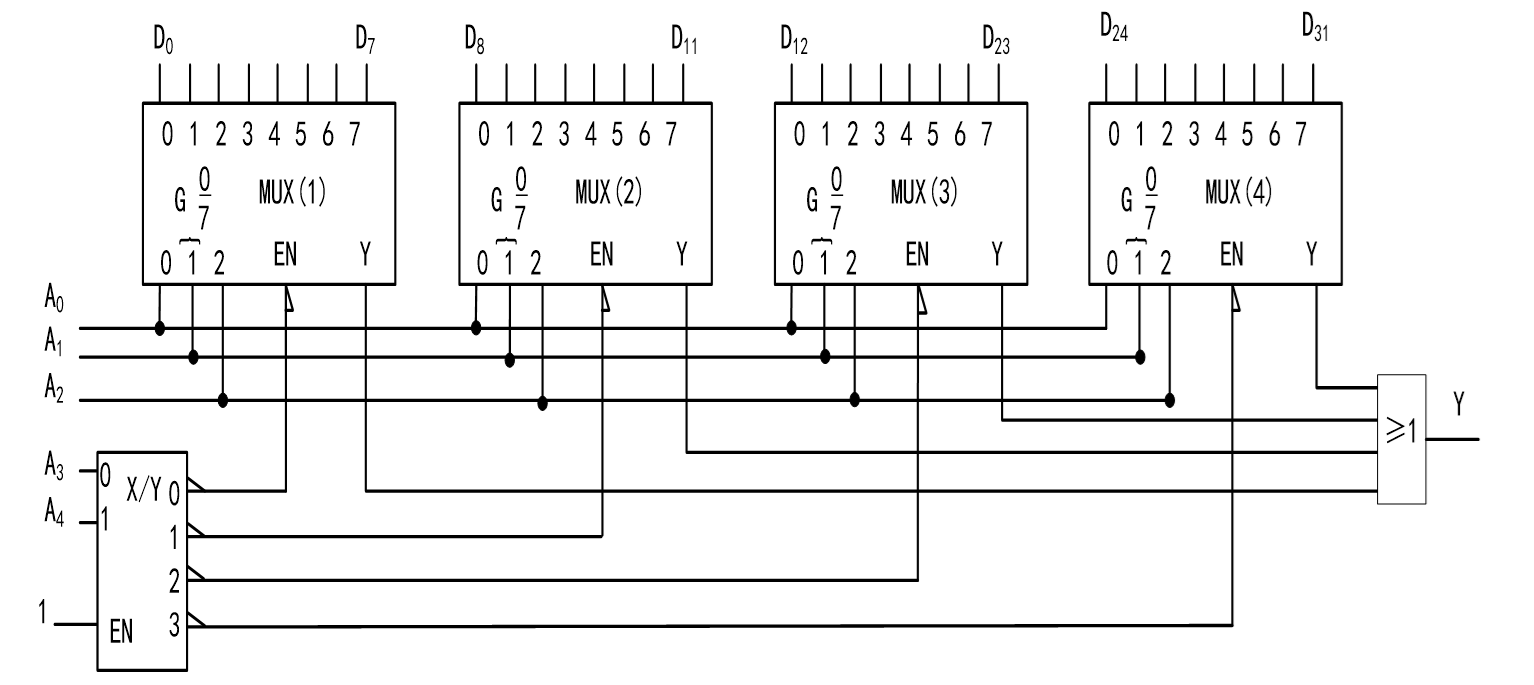 D0 D7 D8 D11 D12 D23 D24 D31
0 1 2 3 4 5 6 7 0 1 2 3 4 5 6 7 0 1 2 3 4 5 6 7 0 1 2 3 4 5 6 7
G 0/7 MUX(1) G 0/7 MUX(2) G 0/7 MUX(3) G 0/7 MUX(4)
0 1 2 EN Y 0 1 2 EN Y 0 1 2 EN Y 0 1 2 EN Y
A0
A1
A2
≥1 Y
A3 0 X/Y 0
A4 1 1
2
1 EN 3